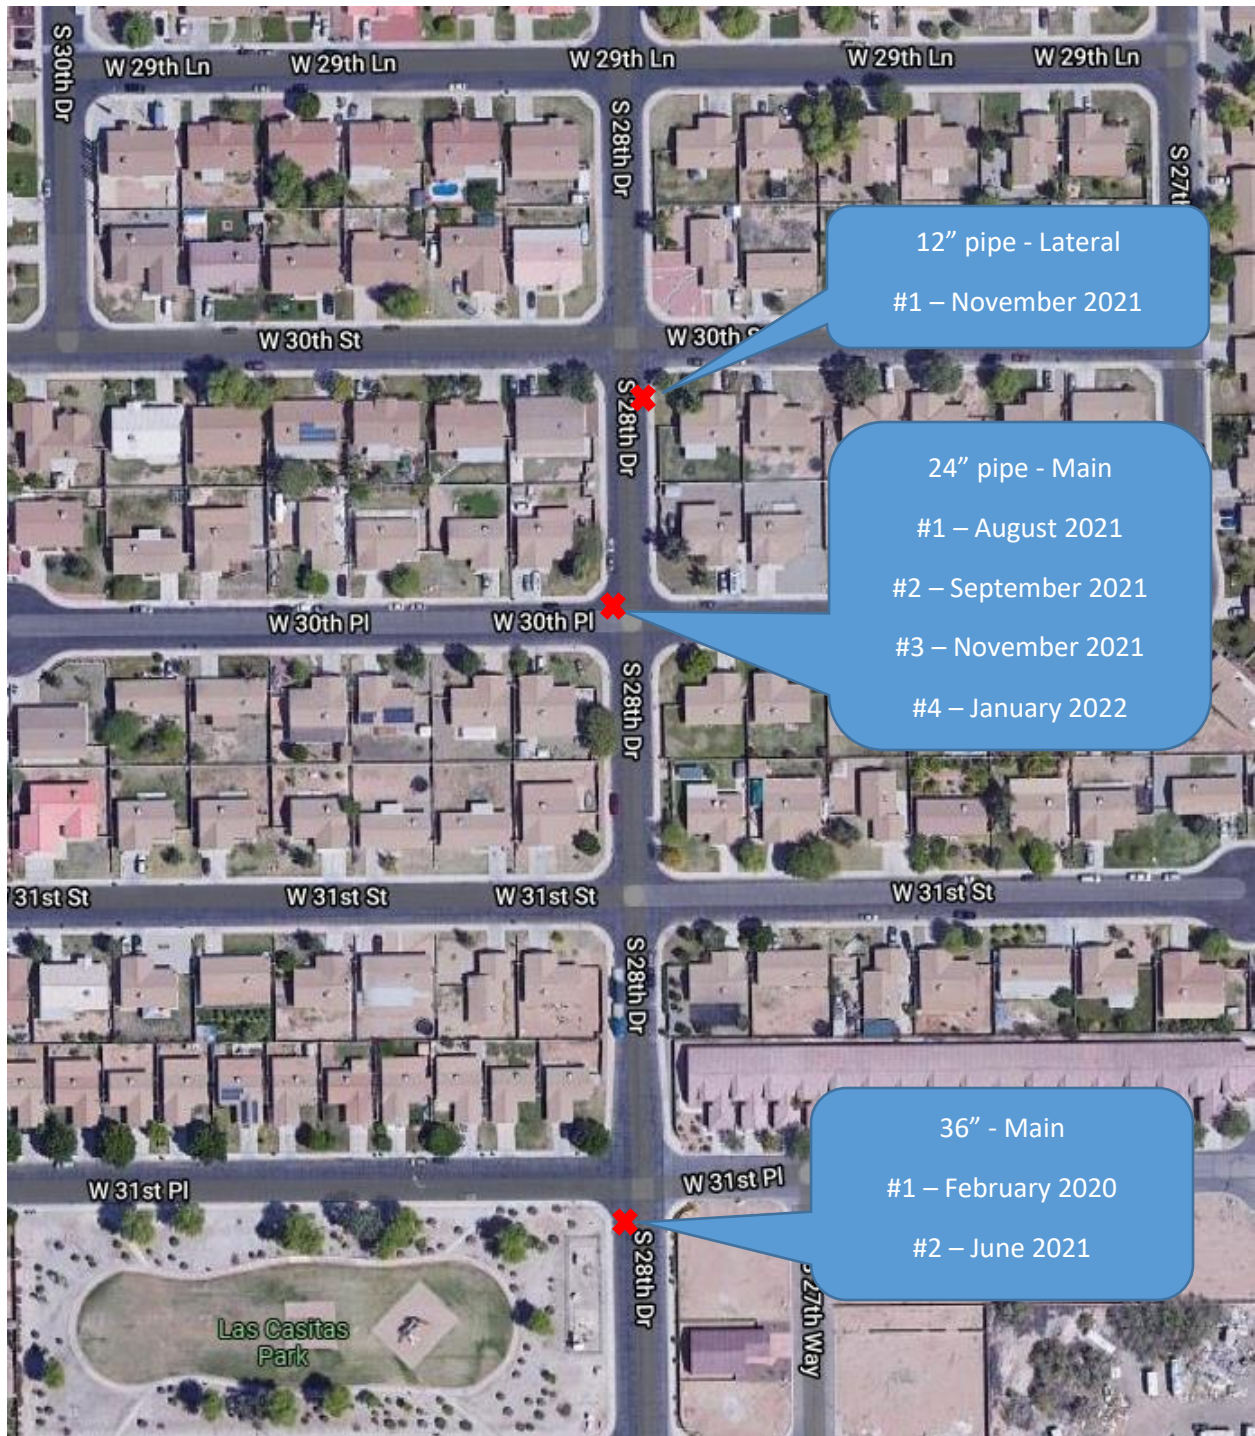 S 30th Dr
W 29th Ln
W 29th Ln
W 29th Ln
W 29th Ln
W 29th Ln
S 28th Dr
S 27th
12” pipe - Lateral
#1 – November 2021
W 30th St
W 30th S
S 28th Dr
24” pipe - Main
#1 – August 2021
#2 – September 2021
#3 – November 2021
#4 – January 2022
W 30th Pl
W 30th Pl
S 28th Dr
31st St
W 31st St
W 31st St
W 31st St
S 28th Dr
36” - Main
#1 – February 2020
#2 – June 2021
W 31st Pl
W 31st Pl
S 28th Dr
27th Way
Las Casitas
Park